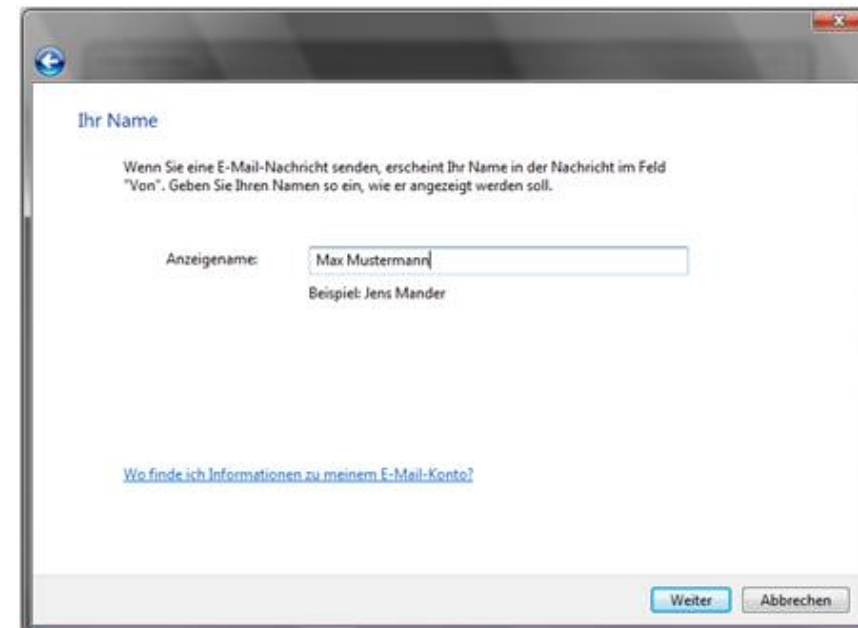 Ihr Name
Wenn Sie eine E-Mail-Nachricht senden, erscheint Ihr Name in der Nachricht im Feld
"Von". Geben Sie Ihren Namen so ein, wie er angezeigt werden soll.
Anzeigename: Max Mustermann
Beispiel: Jens Mander
Wo finde ich Informationen zu meinem E-Mail-Konto?
Weiter Abbrechen